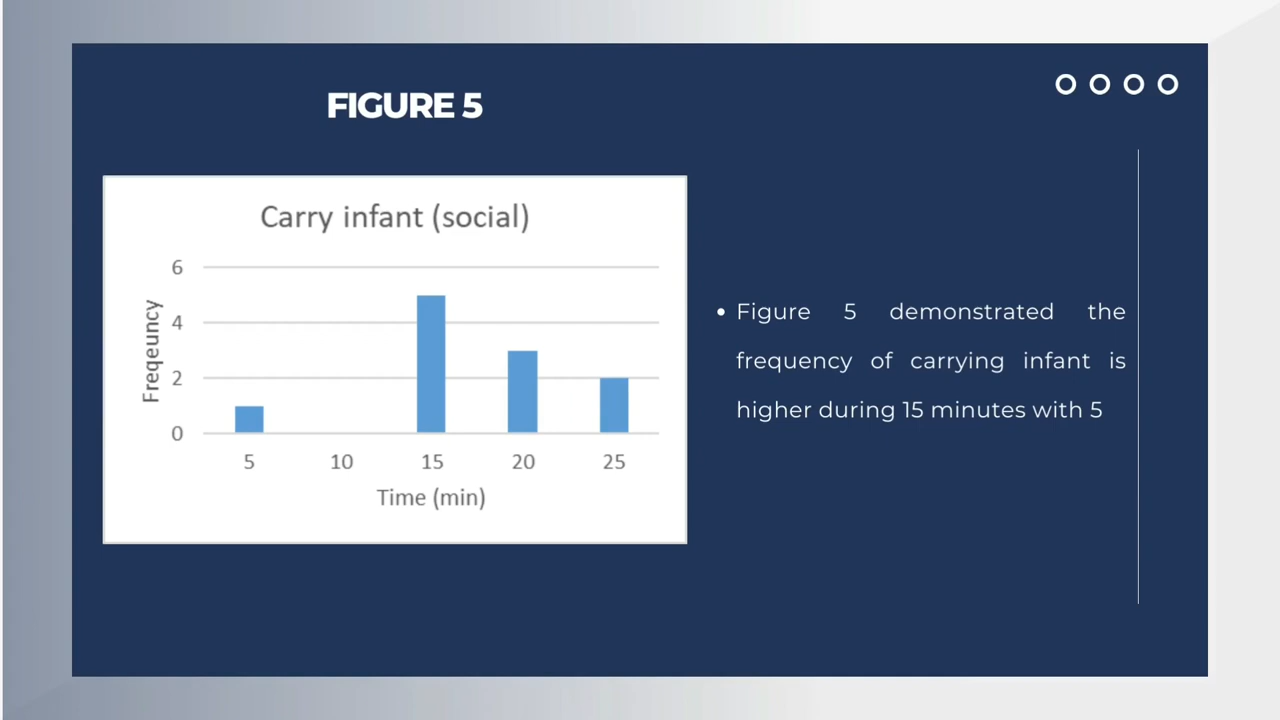 FIGURE 5
Carry infant (social)
6
4
2
0
Freqeuncy
5 10 15 20 25
Time (min)
Figure 5 demonstrated the
frequency of carrying infant is
higher during 15 minutes with 5